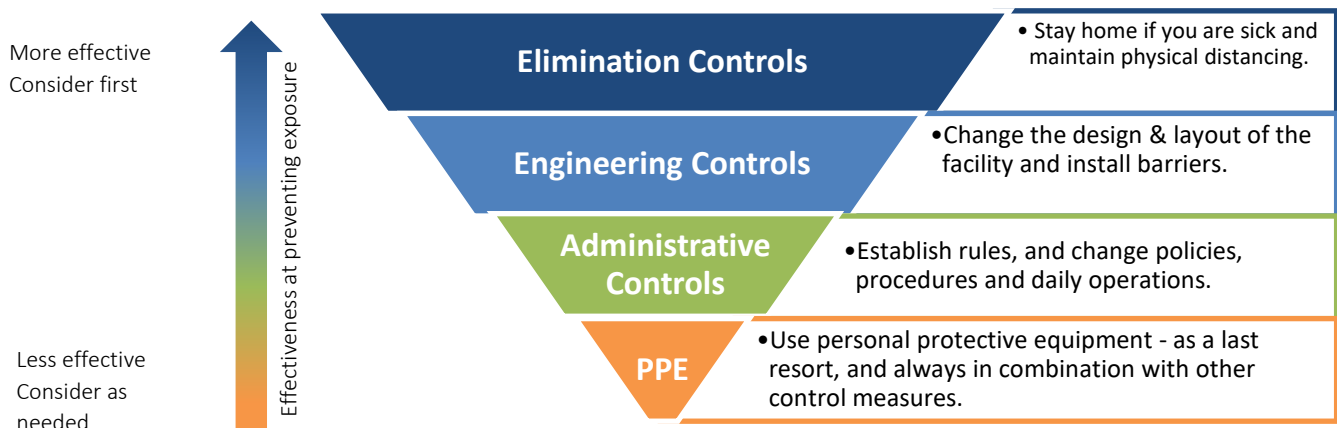 More effective
Consider first
Less effective
Consider as
needed
Effectiveness at preventing exposure
Elimination Controls
• Stay home if you are sick and
maintain physical distancing.
Engineering Controls
•Change the design & layout of the
facility and install barriers.
Administrative
Controls
•Establish rules, and change policies,
procedures and daily operations.
PPE
•Use personal protective equipment - as a last
resort, and always in combination with other
control measures.